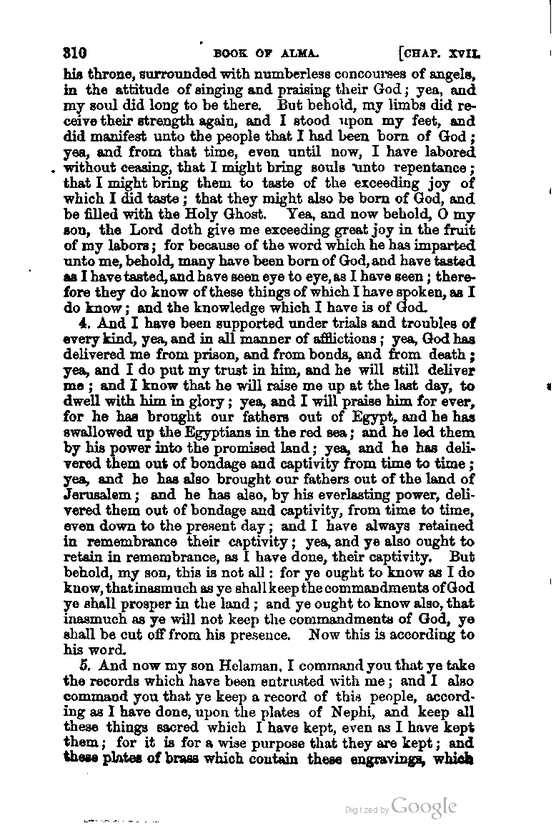 310 BOOK OF ALMA. [CHAP. XVII.
his throne, surrounded with numberless concourses of angels,
in the attitude of singing and praising their God; yea, and
my soul did long to be there. But behold, my limbs did re-
ceive their strength again, and I stood upon my feet, and
did manifest unto the people that I had been born of God;
yea, and from that time, even until now, I have labored
without ceasing, that I might bring souls unto repentance;
that I might bring them to taste of the exceeding joy of
which I did taste; that they might also be born of God, and
be filled with the Holy Ghost. Yea, and now behold, O my
son, the Lord doth give me exceeding great joy in the fruit
of my labors; for because of the word which he has imparted
unto me, behold, many have been born of God, and have tasted
as I have tasted, and have seen eye to eye, as I have seen; there-
fore they do know of these things of which I have spoken, as I
do know; and the knowledge which I have is of God.
4. And I have been supported under trials and troubles of
every kind, yea, and in all manner of afflictions; yea, God has
delivered me from prison, and from bonds, and from death;
yea, and I do put my trust in him, and he will still deliver
me; and I know that he will raise me up at the last day, to
dwell with him in glory; yea, and I will praise him for ever,
for he has brought our fathers out of Egypt, and he has
swallowed up the Egyptians in the red sea; and he led them
by his power into the promised land; yea, and he has deli-
vered them out of bondage and captivity from time to time;
yea, and he has also brought our fathers out of the land of
Jerusalem; and he has also, by his everlasting power, deli-
vered them out of bondage and captivity, from time to time,
even down to the present day; and I have always retained
in remembrance their captivity; yea, and ye also ought to
retain in remembrance, as I have done, their captivity. But
behold, my son, this is not all: for ye ought to know as I do
know, that inasmuch as ye shall keep the commandments of God
ye shall prosper in the land; and ye ought to know also, that
inasmuch as ye will not keep the commandments of God, ye
shall be cut off from his presence. Now this is according to
his word.
5. And now my son Helaman, I command you that ye take
the records which have been entrusted with me; and I also
command you that ye keep a record of this people, accord-
ing as I have done, upon the plates of Nephi, and keep all
these things sacred which I have kept, even as I have kept
them; for it is for a wise purpose that they are kept; and
these plates of brass which contain these engravings, which
Digitized by Google